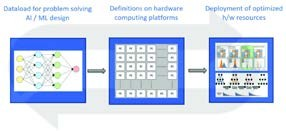 Dataload for problem solving
AI / ML design
Definitions on hardware
computing platforms
Deployment of optimized
h/w resources